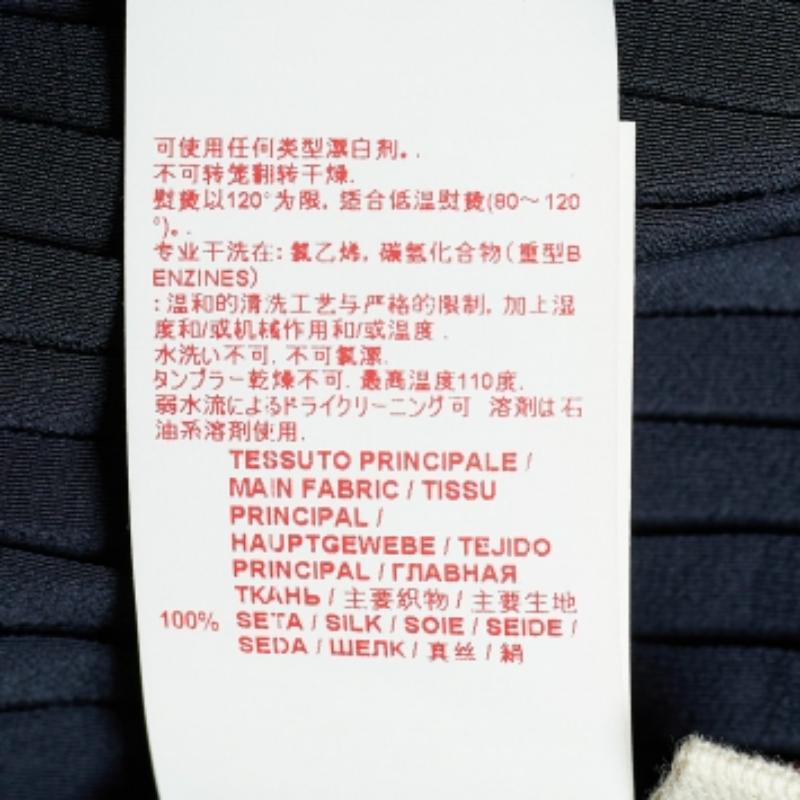 可使用任何类型漂白剂。.
不可转笼翻转干燥.
熨烫以120°为限, 适合低温熨烫(80～120
°)。.
专业干洗在: 氯乙烯, 碳氢化合物(重型B
ENZINES)
: 温和的清洗工艺与严格的限制, 加上湿
度和/或机械作用和/或温度 .
水洗い不可, 不可氯漂.
タンブラー乾燥不可. 最高温度110度.
弱水流によるドライクリーニング可 溶剤は石
油系溶剤使用.
TESSUTO PRINCIPALE /
MAIN FABRIC / TISSU
PRINCIPAL /
HAUPTGEWEBE / TEJIDO
PRINCIPAL / ГЛАВНАЯ
ТКАНЬ / 主要织物 / 主要生地
100% SETA / SILK / SOIE / SEIDE /
SEDA / ШЕЛК / 真丝 / 絹